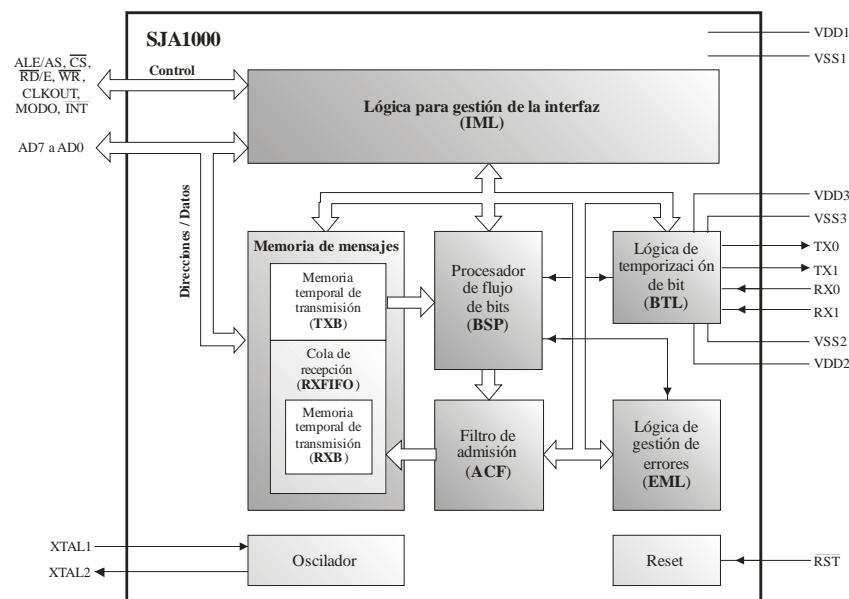 SJA1000
ALE/AS, CS,
RD/E, WR,
CLKOUT,
MODO, INT
Control
AD7 a AD0
Direcciones / Datos
Lógica para gestión de la interfaz
(IML)
VDD1
VSS1
Memoria de mensajes
Memoria
temporal de
transmisión
(TXB)
Cola de
recepción
(RXFIFO)
Memoria
temporal de
transmisión
(RXB)
Procesador
de flujo
de bits
(BSP)
Lógica de
temporización
de bit
(BTL)
VDD3
VSS3
TX0
TX1
RX0
RX1
VSS2
VDD2
Filtro de
admisión
(ACF)
Lógica de
gestión de
errores
(EML)
XTAL1
XTAL2
Oscilador
Reset
RST